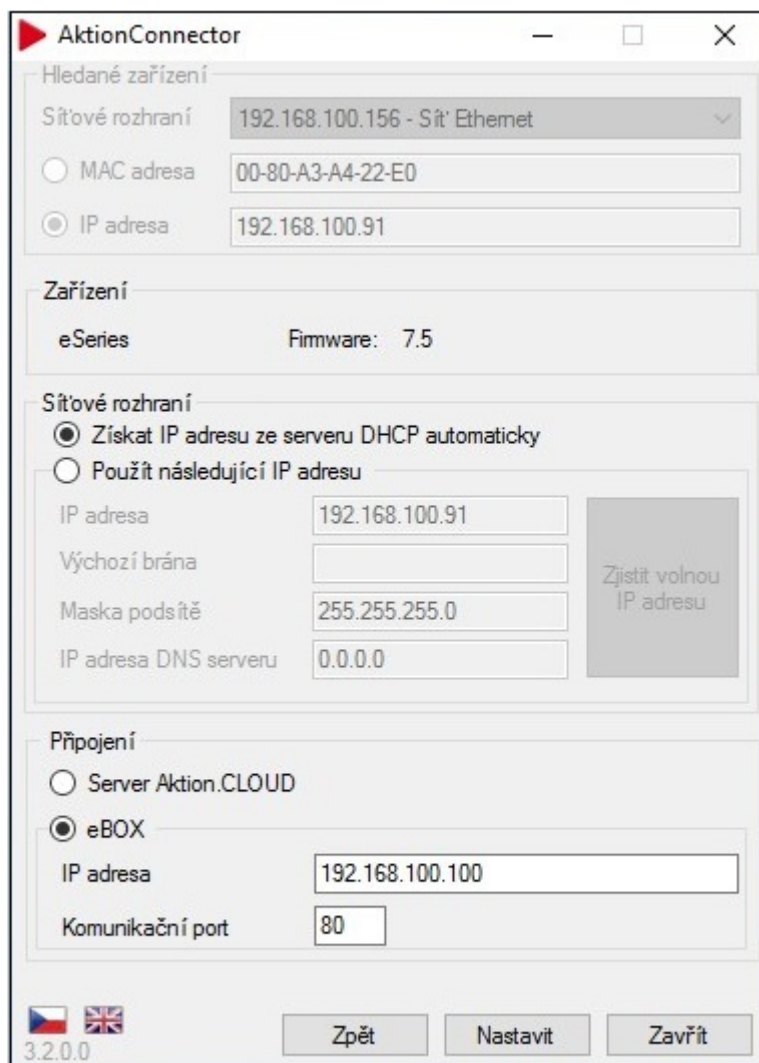 AktionConnector
Hledané zařízení
Síťové rozhraní 192.168.100.156 - Síť Ethernet
MAC adresa 00-80-A3-A4-22-E0
IP adresa 192.168.100.91
Zařízení
eSeries Firmware: 7.5
Síťové rozhraní
Získat IP adresu ze serveru DHCP automaticky
Použít následující IP adresu
IP adresa 192.168.100.91
Výchozí brána
Zjistit volnou
IP adresu
Maska podsítě 255.255.255.0
IP adresa DNS serveru 0.0.0.0
Připojení
Server Aktion.CLOUD
eBOX
IP adresa 192.168.100.100
Komunikační port 80
3.2.0.0
Zpět Nastavit Zavřít